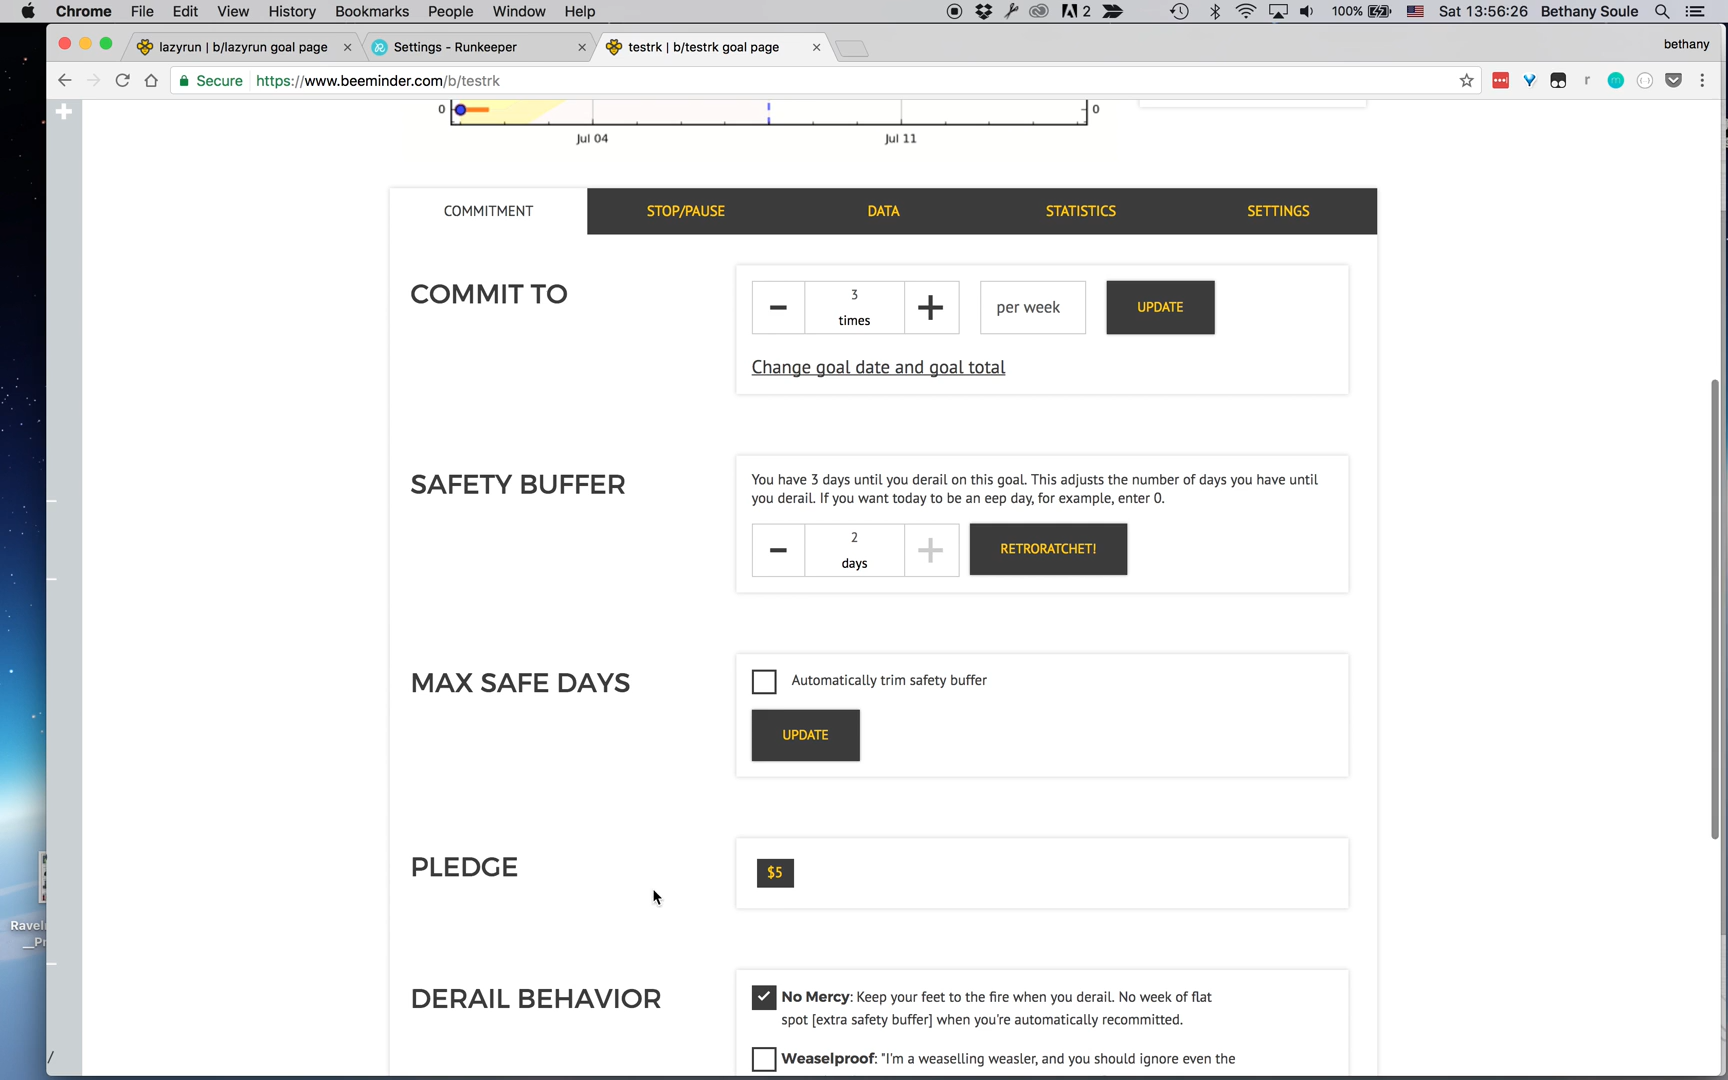 Chrome File Edit View History Bookmarks People Window Help 2 100% Sat 13:56:26 Bethany Soule
lazyrun | b/lazyrun goal page Settings - Runkeeper testrk | b/testrk goal page bethany
Secure https://www.beeminder.com/b/testrk
0 0
Jul 04 Jul 11
COMMITMENT STOP/PAUSE DATA STATISTICS SETTINGS
COMMIT TO
3
times
per week
UPDATE
Change goal date and goal total
SAFETY BUFFER
You have 3 days until you derail on this goal. This adjusts the number of days you have until
you derail. If you want today to be an eep day, for example, enter 0.
2
days
RETRORATCHET!
MAX SAFE DAYS
Automatically trim safety buffer
UPDATE
PLEDGE
$5
DERAIL BEHAVIOR
No Mercy: Keep your feet to the fire when you derail. No week of flat
spot [extra safety buffer] when you're automatically recommitted.
Weaselproof: "I'm a weaselling weasler, and you should ignore even the